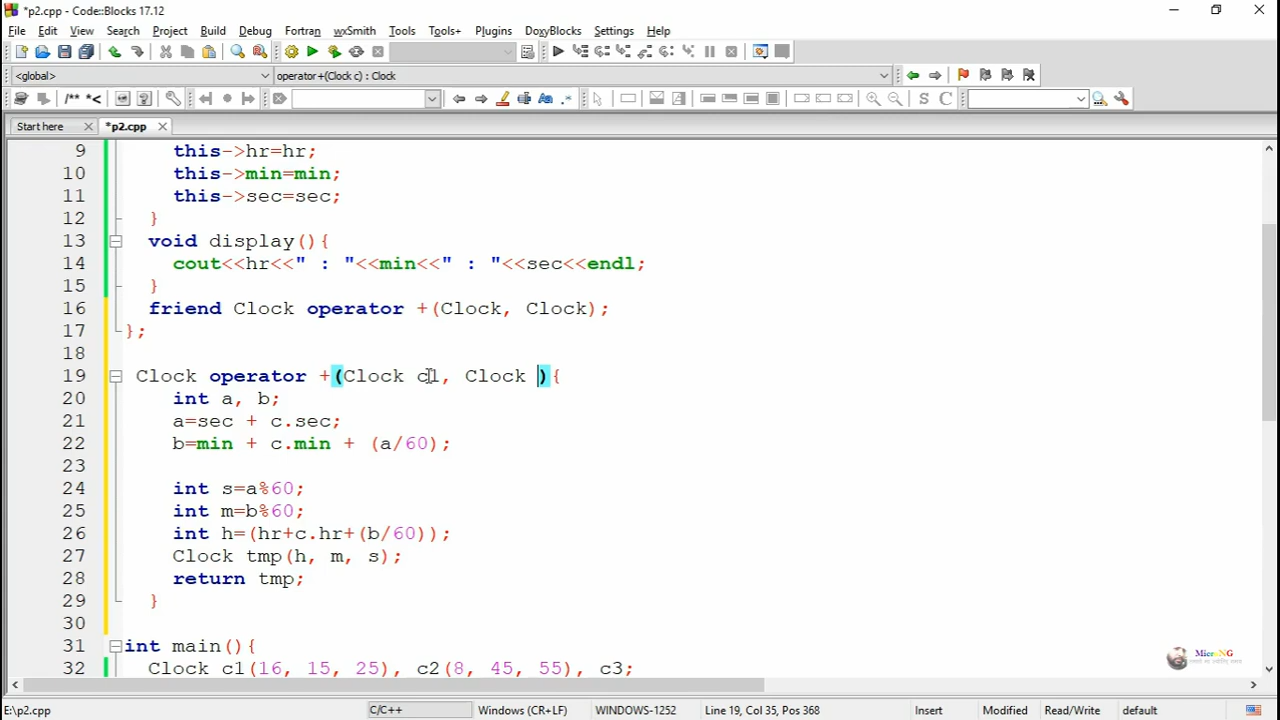 *p2.cpp - Code::Blocks 17.12
File Edit View Search Project Build Debug Fortran wxSmith Tools Tools+ Plugins DoxyBlocks Settings Help
<global> operator+(Clock c) : Clock
/** *< S C
Start here *p2.cpp
9 this->hr=hr;
10 this->min=min;
11 this->sec=sec;
12 }
13 void display(){
14 cout<<hr<<" : "<<min<<" : "<<sec<<endl;
15 }
16 friend Clock operator +(Clock, Clock);
17 };
18
19 Clock operator +(Clock c1, Clock ){
20 int a, b;
21 a=sec + c.sec;
22 b=min + c.min + (a/60);
23
24 int s=a%60;
25 int m=b%60;
26 int h=(hr+c.hr+(b/60));
27 Clock tmp(h, m, s);
28 return tmp;
29 }
30
31 int main(){
32 Clock c1(16, 15, 25), c2(8, 45, 55), c3;
MicroNG
E:\p2.cpp C/C++ Windows (CR+LF) WINDOWS-1252 Line 19, Col 35, Pos 368 Insert Modified Read/Write default